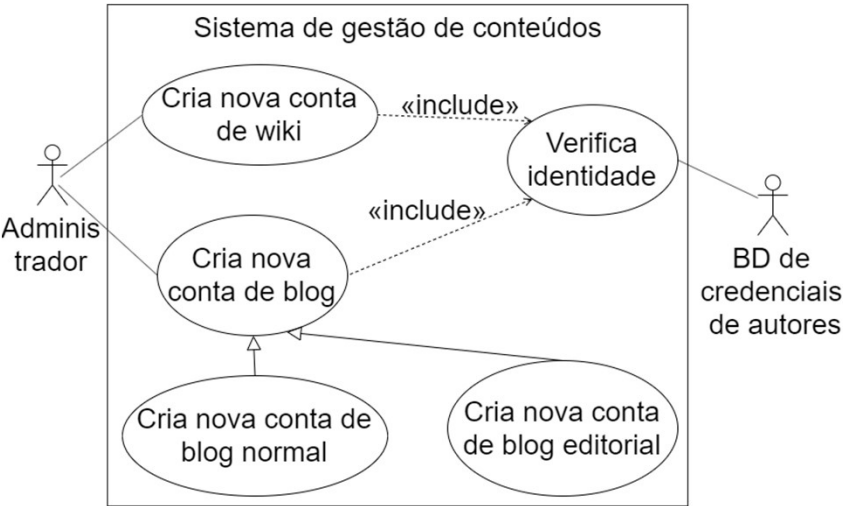 Sistema de gestão de conteúdos
Cria nova conta
de wiki
«include»
Verifica
identidade
Adminis
trador
«include»
Cria nova
conta de blog
BD de
credenciais
de autores
Cria nova conta de
blog normal
Cria nova conta
de blog editorial